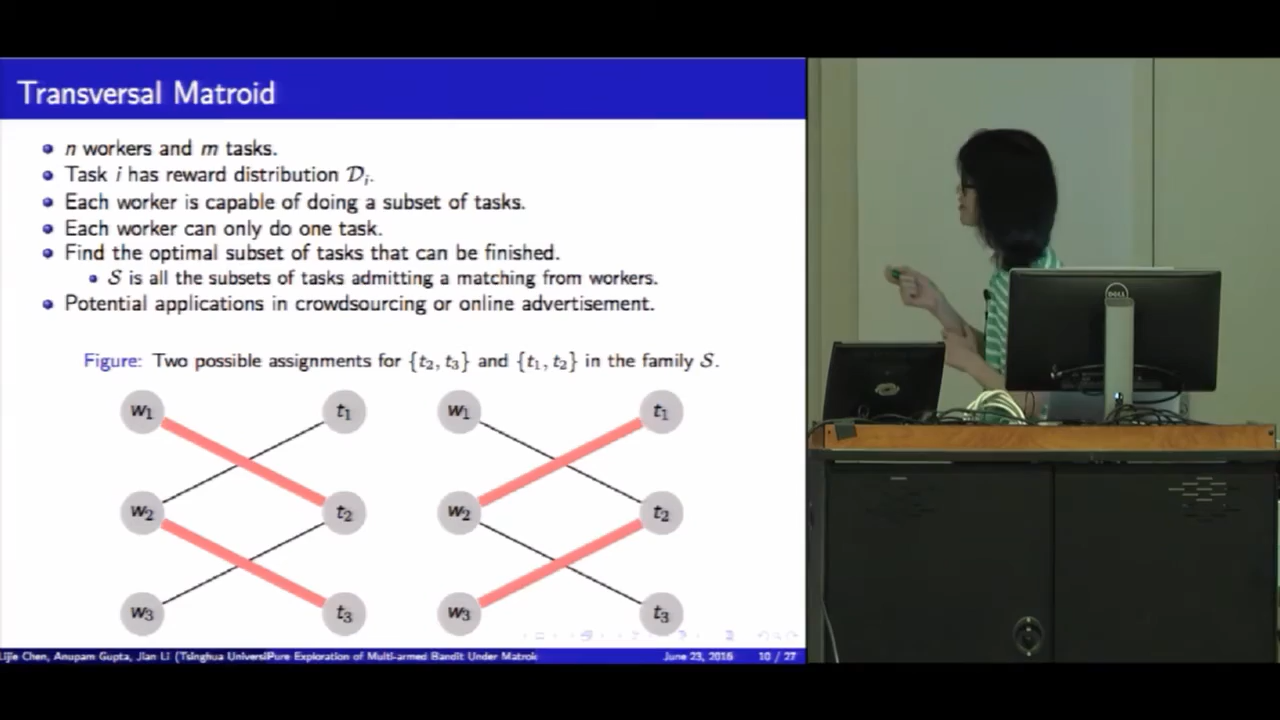 Transversal Matroid
n workers and m tasks.
Task i has reward distribution 𝒟ᵢ.
Each worker is capable of doing a subset of tasks.
Each worker can only do one task.
Find the optimal subset of tasks that can be finished.
𝒮 is all the subsets of tasks admitting a matching from workers.
Potential applications in crowdsourcing or online advertisement.
Figure: Two possible assignments for {t₂, t₃} and {t₁, t₂} in the family 𝒮.
w₁ t₁ w₁ t₁
w₂ t₂ w₂ t₂
w₃ t₃ w₃ t₃
Lijie Chen, Anupam Gupta, Jian Li (Tsinghua UniversiPure Exploration of Multi-armed Bandit Under Matroi June 23, 2016 10 / 27
DELL